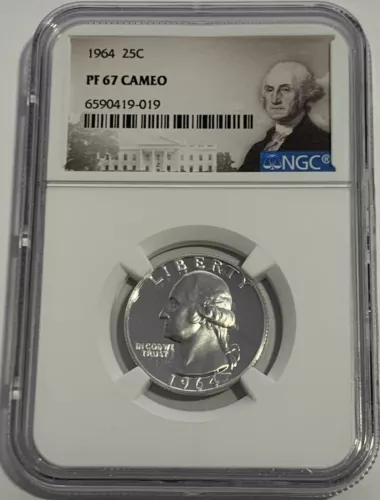 1964 25C
PF 67 CAMEO
6590419-019
NGC®
LIBERTY
IN GOD WE
TRUST
1964